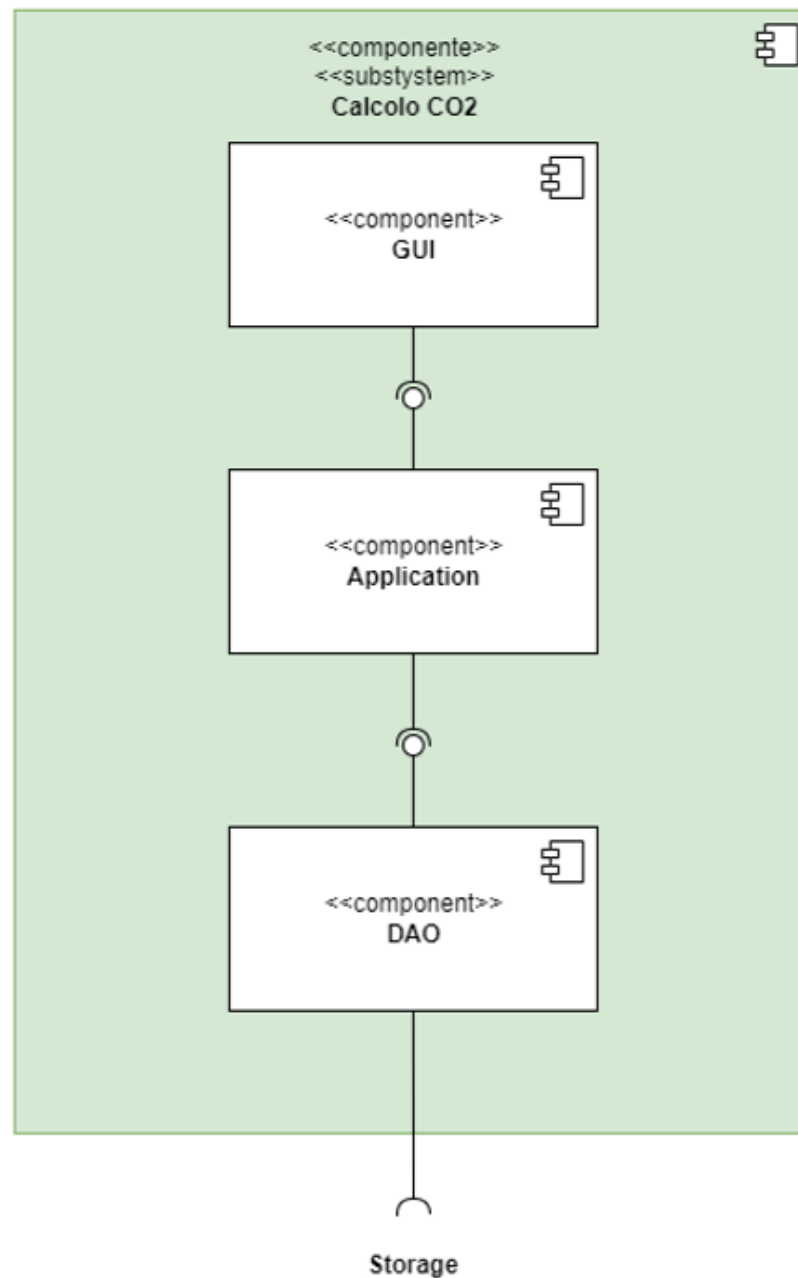 <<componente>>
<<substystem>>
Calcolo CO2
<<component>>
GUI
<<component>>
Application
<<component>>
DAO
Storage